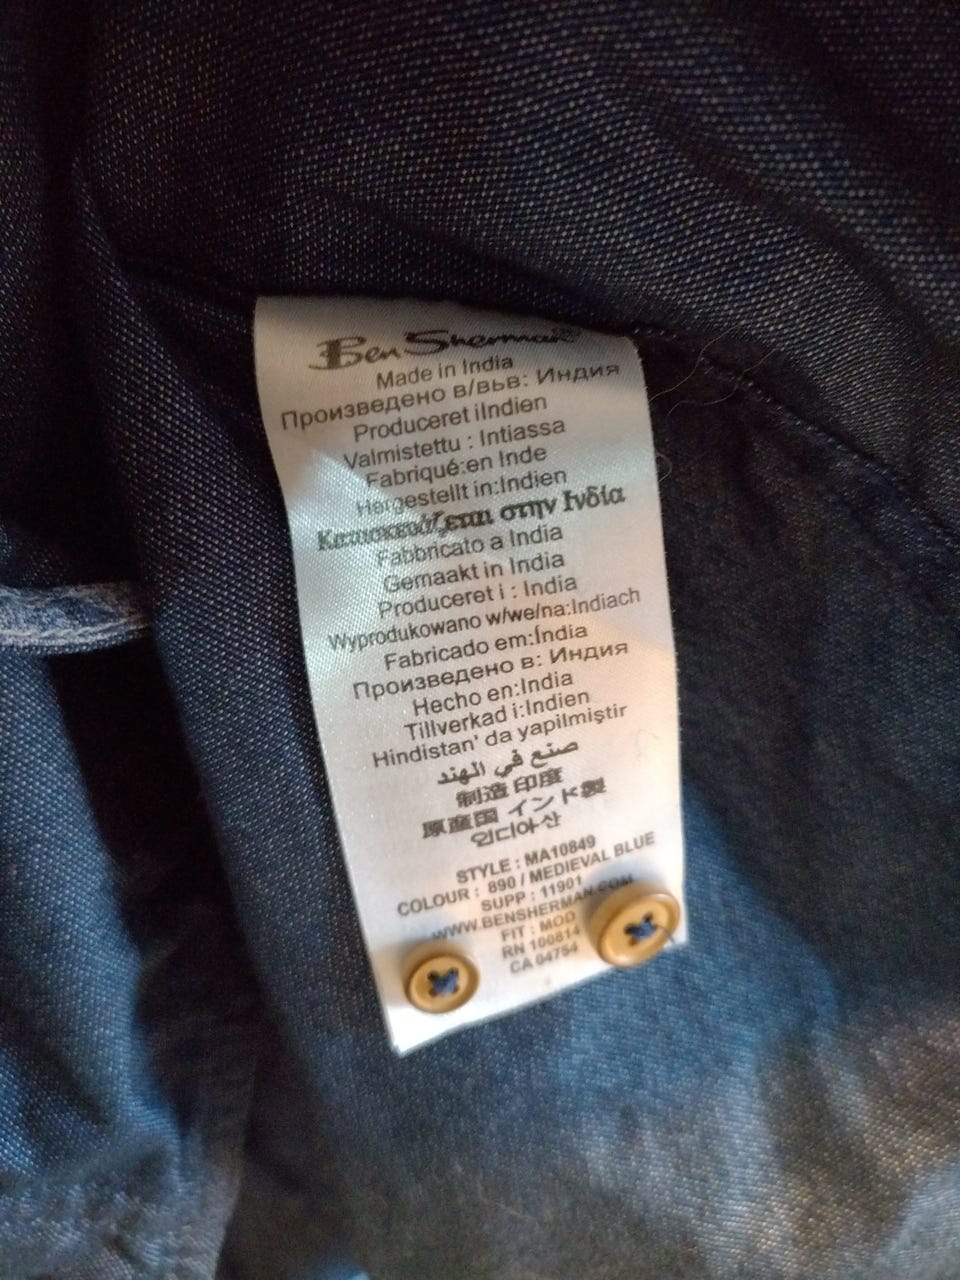 Ben Sherman®
Made in India
Произведено в/във: Индия
Produceret iIndien
Valmistettu : Intiassa
Fabriqué:en Inde
Hergestellt in:Indien
Κατασκευάζεται στην Ινδία
Fabbricato a India
Gemaakt in India
Produceret i : India
Wyprodukowano w/we/na:Indiach
Fabricado em:Índia
Произведено в: Индия
Hecho en:India
Tillverkad i:Indien
Hindistan' da yapilmiştir
صنع في الهند
制造 印度
原産国 インド製
인디아산
STYLE : MA10849
COLOUR : 890 / MEDIEVAL BLUE
SUPP : 11901
WWW.BENSHERMAN.COM
FIT : MOD
RN 100814
CA 04754